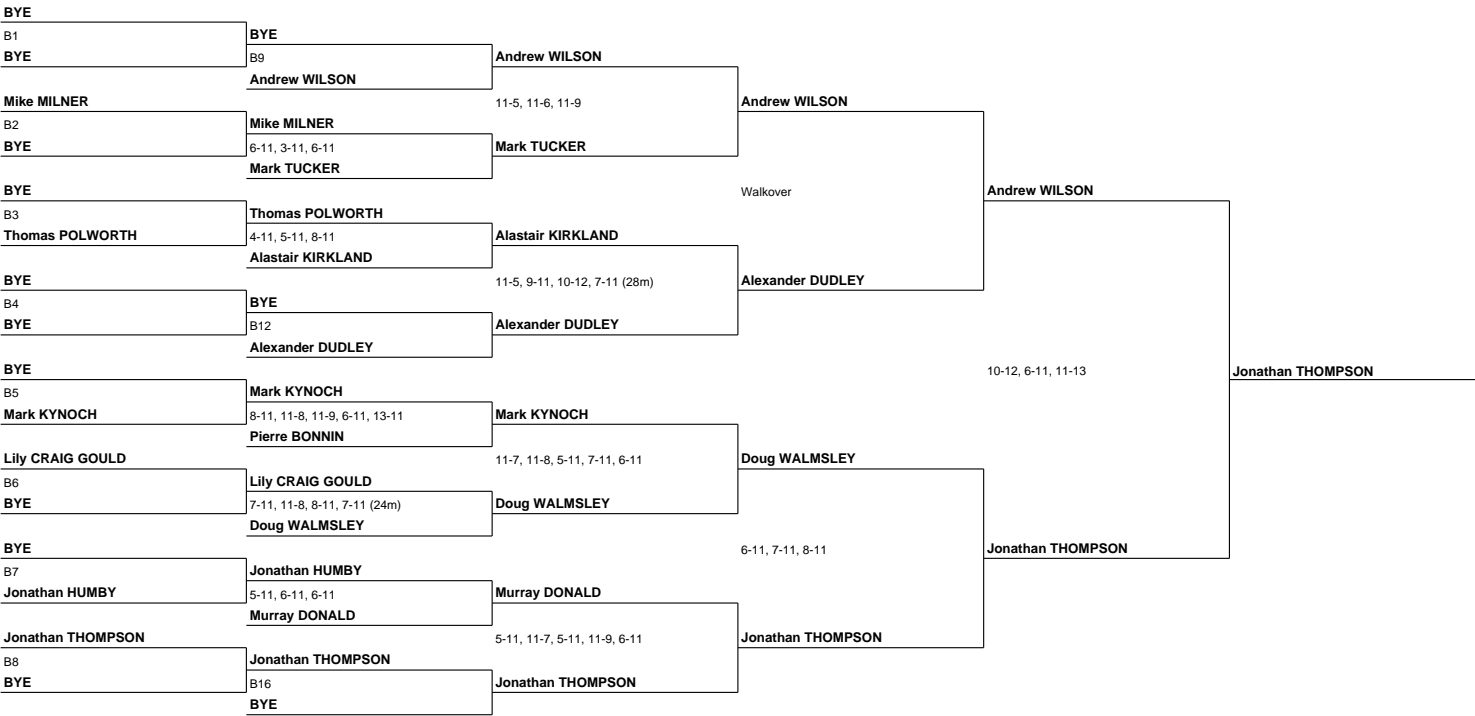 BYE
B1
BYE
Mike MILNER
B2
BYE
BYE
B3
Thomas POLWORTH
BYE
B4
BYE
BYE
B5
Mark KYNOCH
Lily CRAIG GOULD
B6
BYE
BYE
B7
Jonathan HUMBY
Jonathan THOMPSON
B8
BYE
BYE
B9
Andrew WILSON
Mike MILNER
6-11, 3-11, 6-11
Mark TUCKER
Thomas POLWORTH
4-11, 5-11, 8-11
Alastair KIRKLAND
BYE
B12
Alexander DUDLEY
Mark KYNOCH
8-11, 11-8, 11-9, 6-11, 13-11
Pierre BONNIN
Lily CRAIG GOULD
7-11, 11-8, 8-11, 7-11 (24m)
Doug WALMSLEY
Jonathan HUMBY
5-11, 6-11, 6-11
Murray DONALD
Jonathan THOMPSON
B16
BYE
Andrew WILSON
11-5, 11-6, 11-9
Mark TUCKER
Alastair KIRKLAND
11-5, 9-11, 10-12, 7-11 (28m)
Alexander DUDLEY
Mark KYNOCH
11-7, 11-8, 5-11, 7-11, 6-11
Doug WALMSLEY
Murray DONALD
5-11, 11-7, 5-11, 11-9, 6-11
Jonathan THOMPSON
Andrew WILSON
Walkover
Alexander DUDLEY
Doug WALMSLEY
6-11, 7-11, 8-11
Jonathan THOMPSON
Andrew WILSON
10-12, 6-11, 11-13
Jonathan THOMPSON
Jonathan THOMPSON